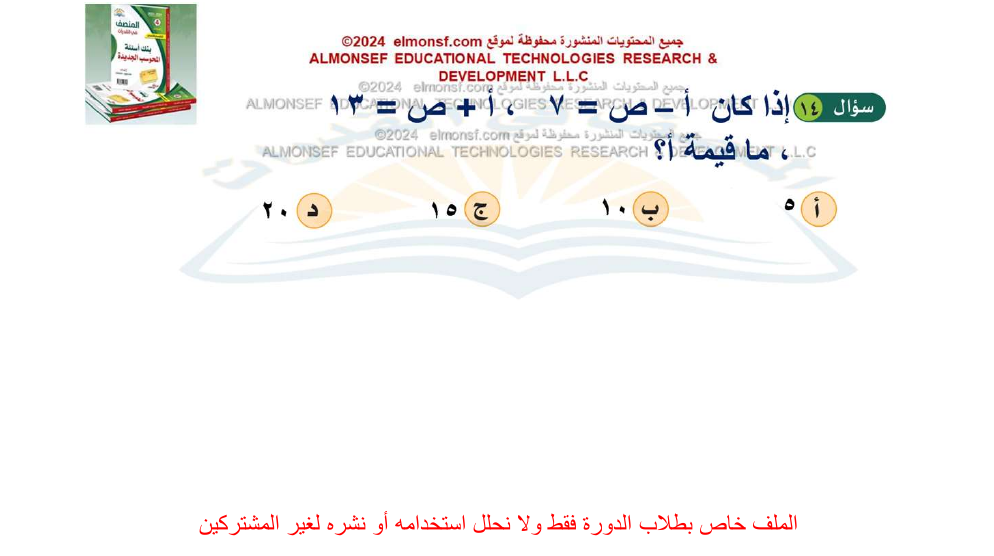 المنصف
في القدرات
بنك أسئلة
المحوسب الجديدة
جميع المحتويات المنشورة محفوظة لموقع elmonsf.com ©2024
ALMONSEF EDUCATIONAL TECHNOLOGIES RESEARCH &
DEVELOPMENT L.L.C
جميع المحتويات المنشورة محفوظة لموقع elmonsf.com ©2024
ALMONSEF EDUCATIONAL TECHNOLOGIES RESEARCH & DEVELOPMENT
سؤال ١٤ إذا كان أ – ص = ٧ ، أ + ص = ١٣
جميع المحتويات المنشورة محفوظة لموقع elmonsf.com ©2024
ALMONSEF EDUCATIONAL TECHNOLOGIES RESEARCH & DEVELOPMENT L.L.C
، ما قيمة أ؟
أ ٥ ب ١٠ ج ١٥ د ٢٠
الملف خاص بطلاب الدورة فقط ولا نحلل استخدامه أو نشره لغير المشتركين